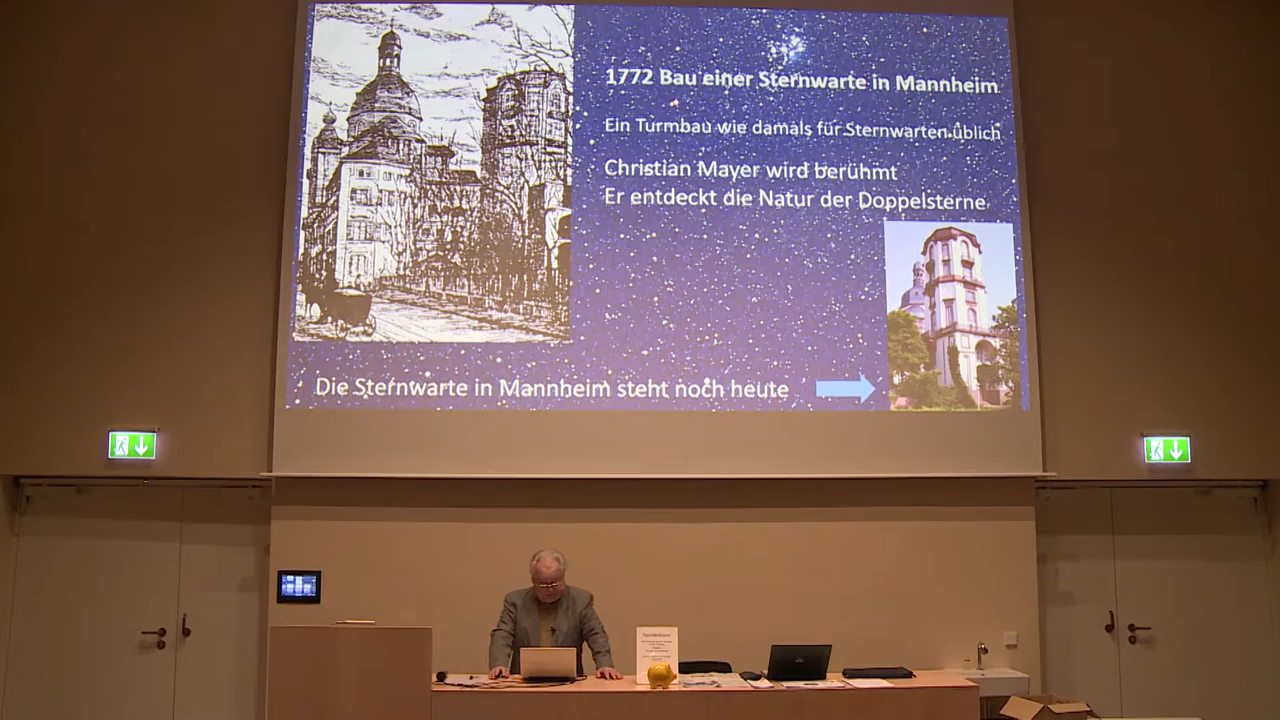 1772 Bau einer Sternwarte in Mannheim
Ein Turmbau wie damals für Sternwarten üblich
Christian Mayer wird berühmt
Er entdeckt die Natur der Doppelsterne
Die Sternwarte in Mannheim steht noch heute